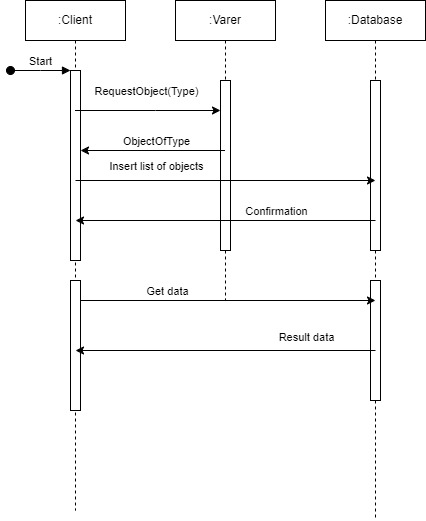 :Client
:Varer
:Database
Start
RequestObject(Type)
ObjectOfType
Insert list of objects
Confirmation
Get data
Result data